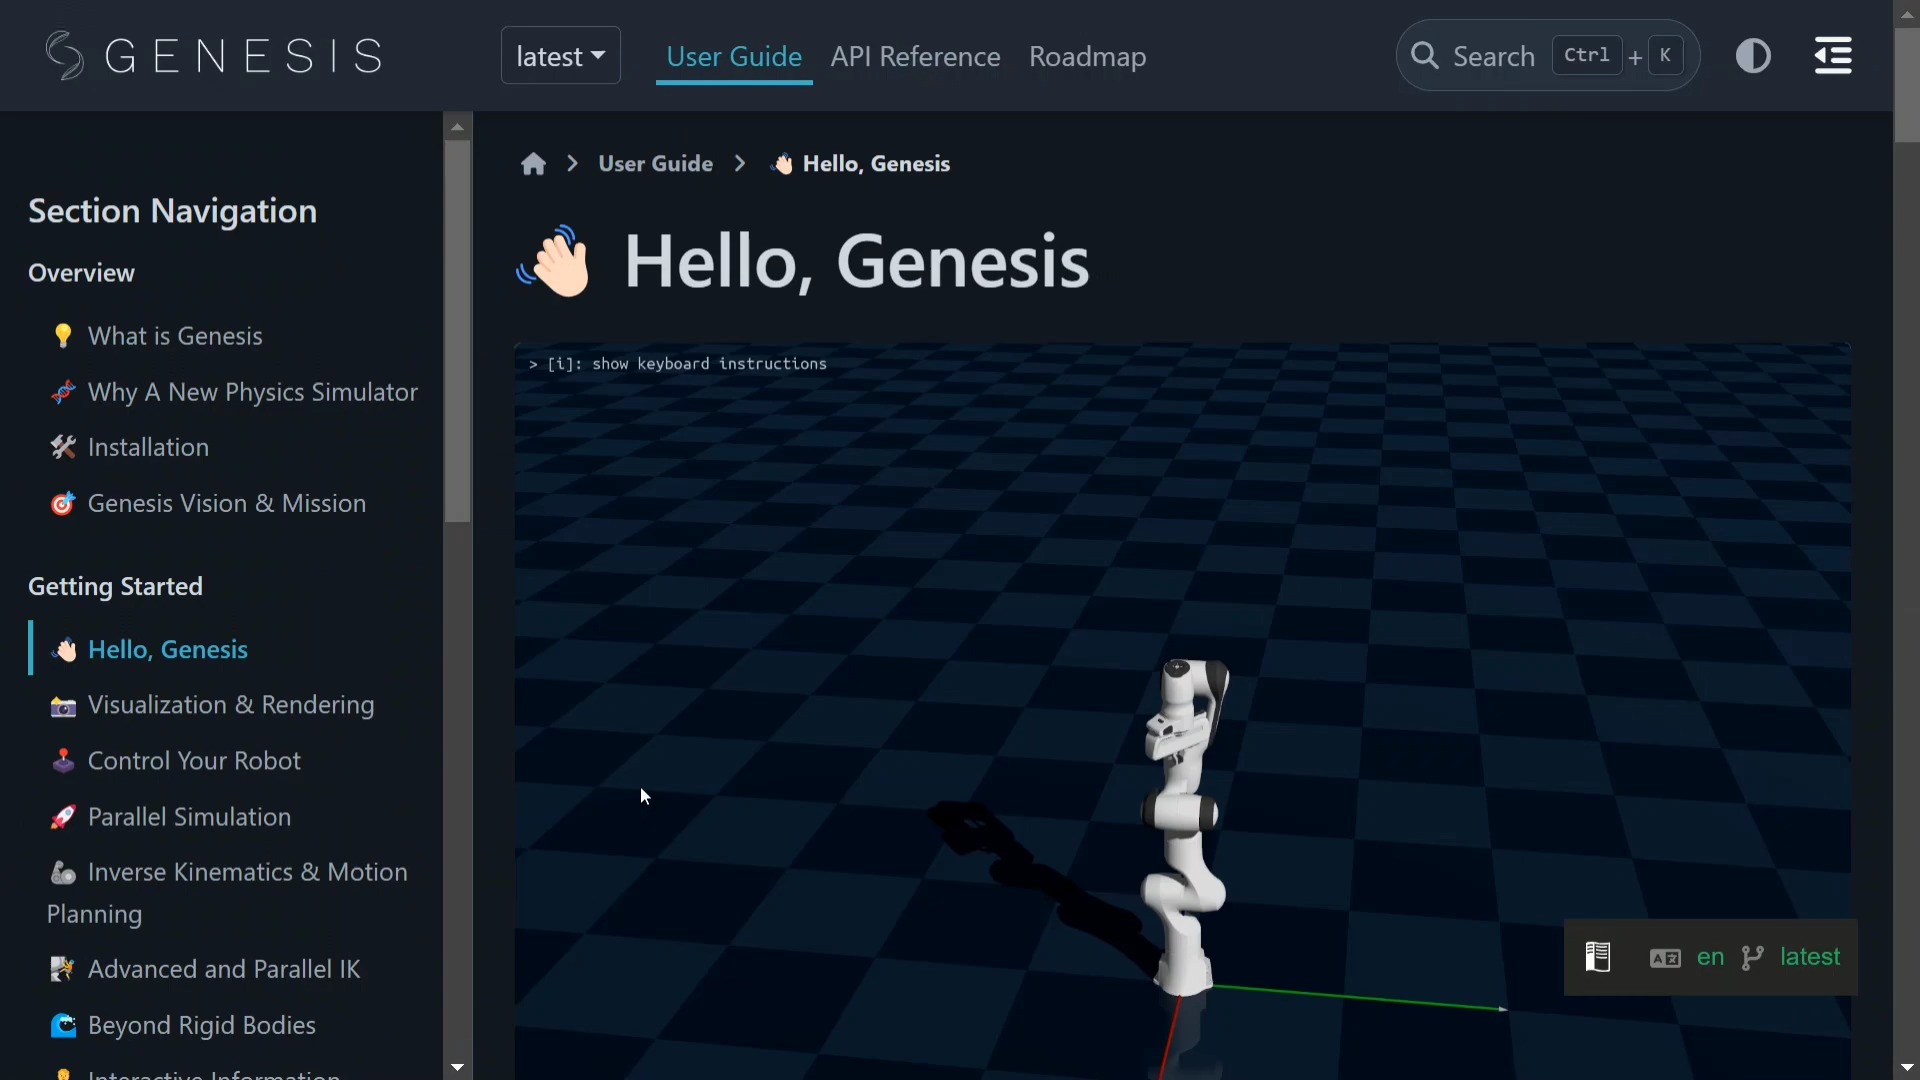 GENESIS
latest
User Guide
API Reference
Roadmap
Search Ctrl + K
Section Navigation
Overview
What is Genesis
Why A New Physics Simulator
Installation
Genesis Vision & Mission
Getting Started
Hello, Genesis
Visualization & Rendering
Control Your Robot
Parallel Simulation
Inverse Kinematics & Motion
Planning
Advanced and Parallel IK
Beyond Rigid Bodies
Interactive Information
User Guide
Hello, Genesis
Hello, Genesis
> [i]: show keyboard instructions
en latest